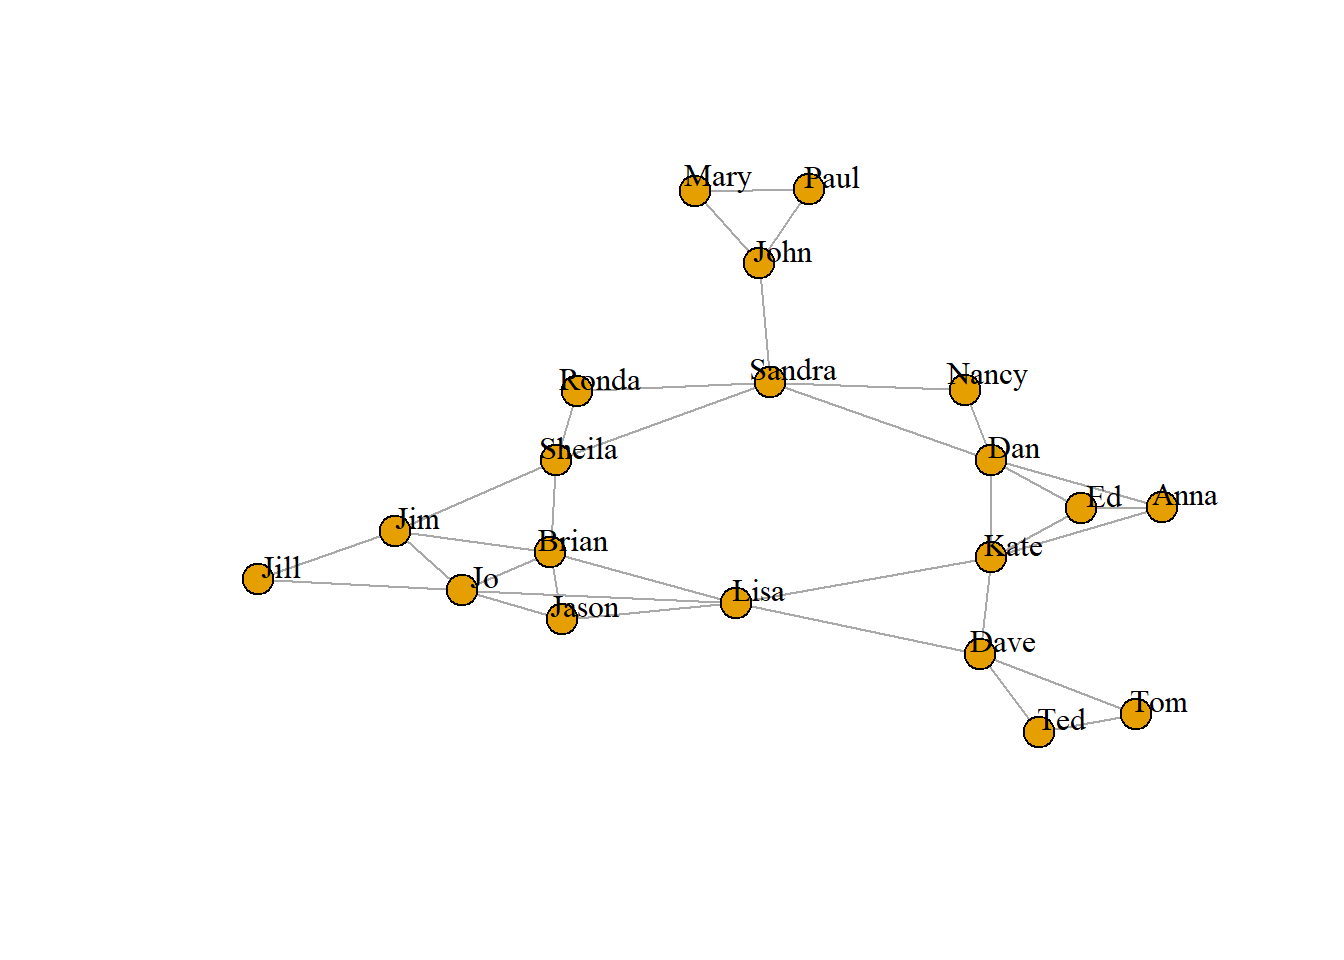 Mary
Paul
John
Ronda
Sandra
Nancy
Sheila
Dan
Ed
Anna
Jim
Brian
Kate
Jill
Jo
Jason
Lisa
Dave
Tom
Ted